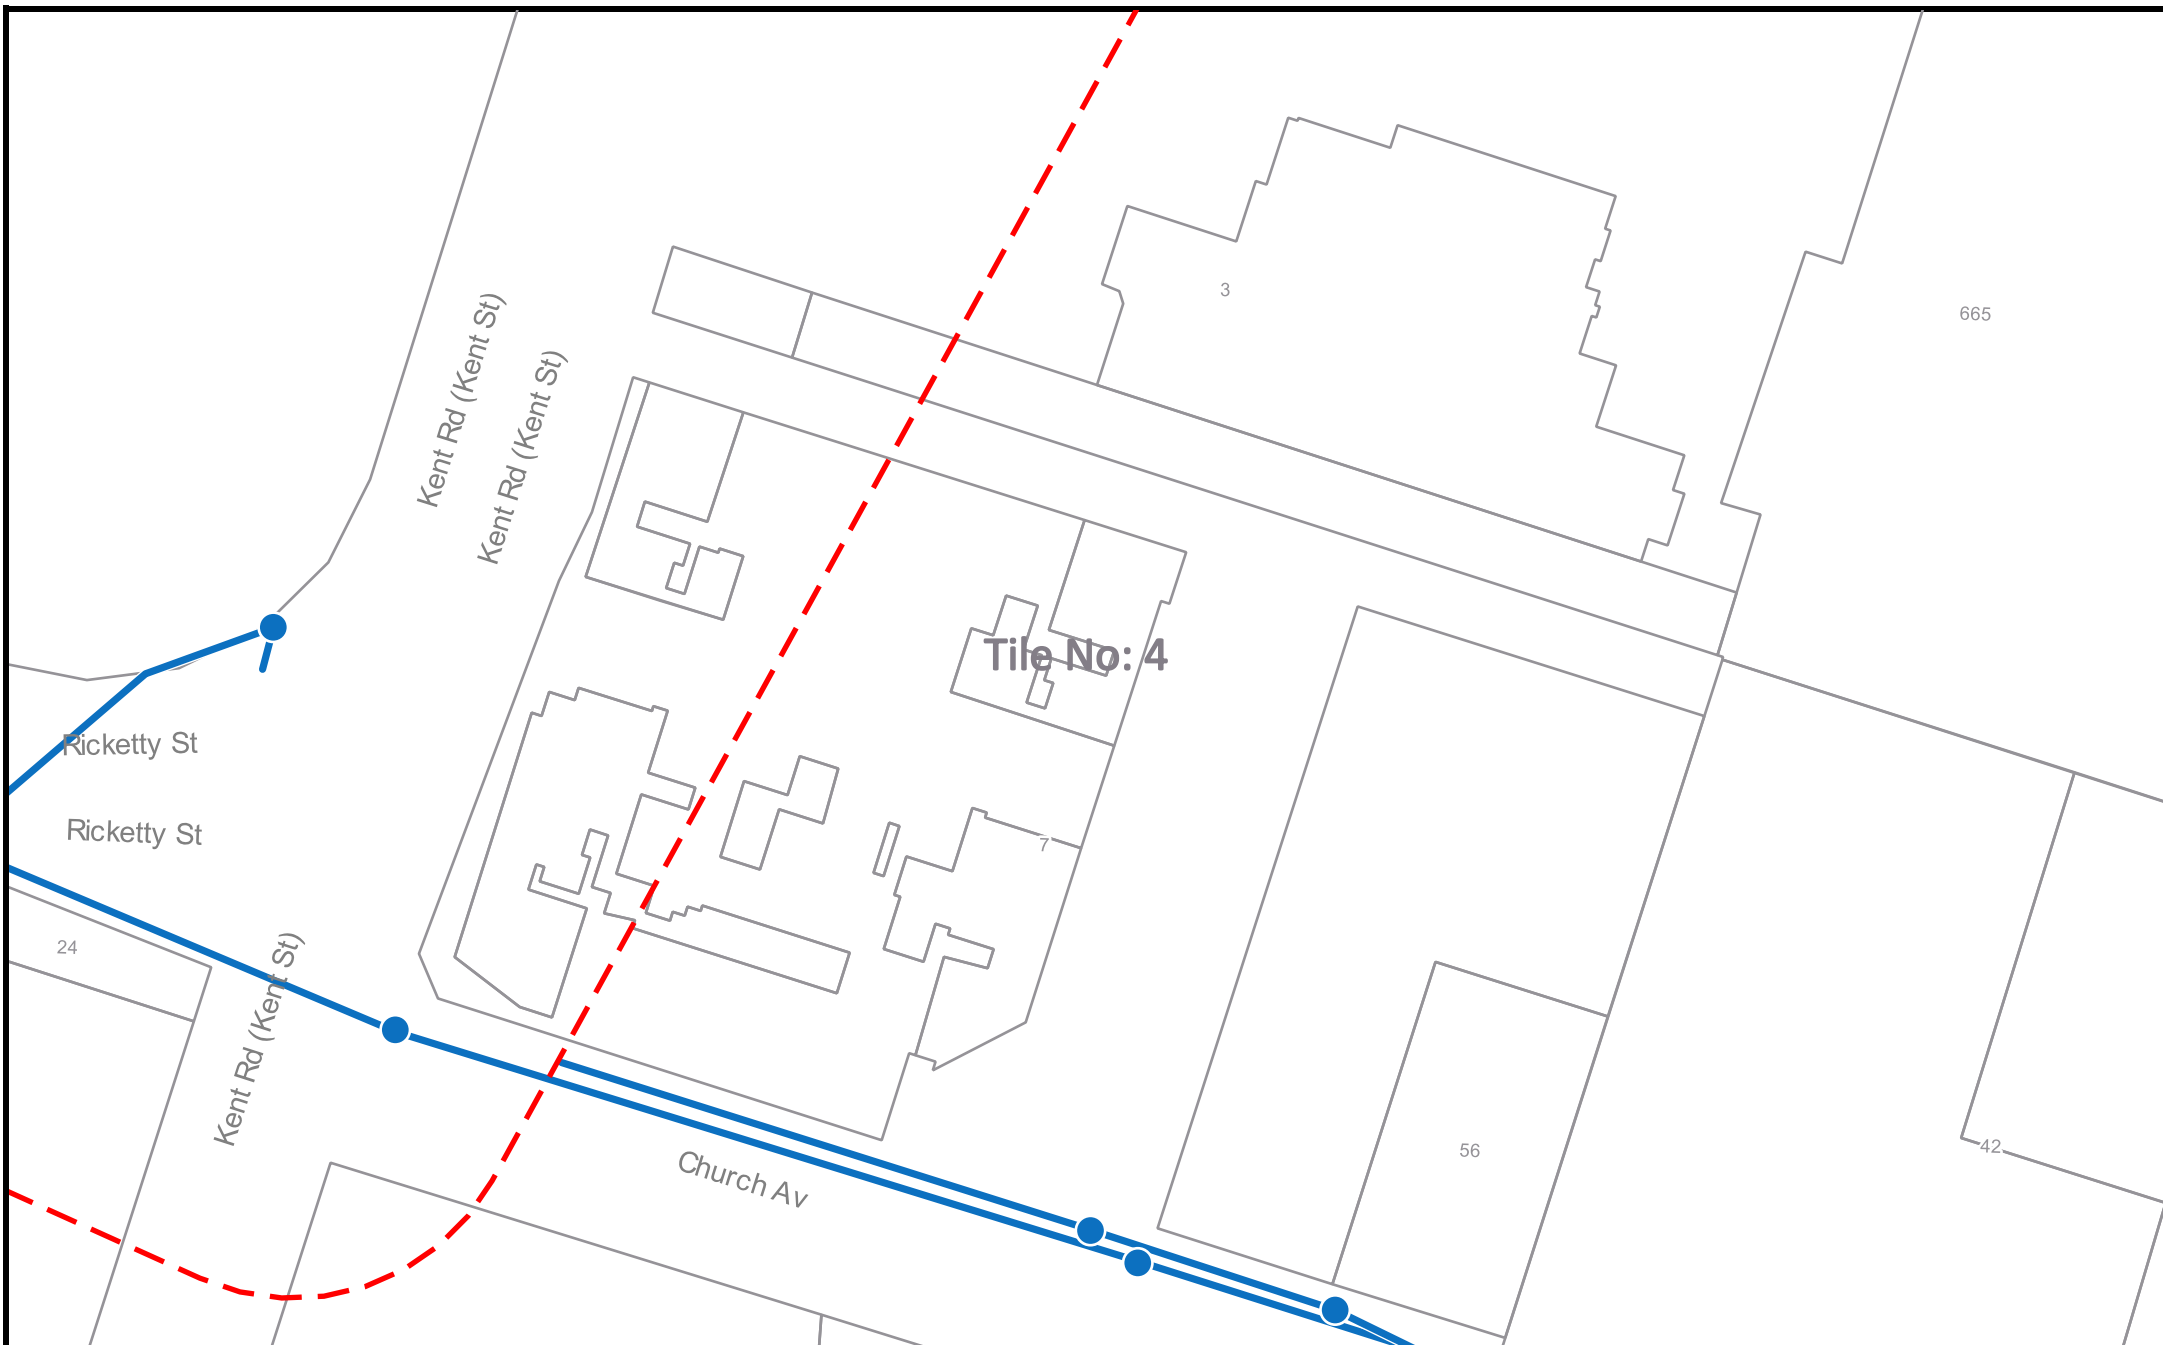 3
665
Kent Rd (Kent St)
Kent Rd (Kent St)
Tile No: 4
Ricketty St
Ricketty St
7
24
Kent Rd (Kent St)
Church Av
56
42